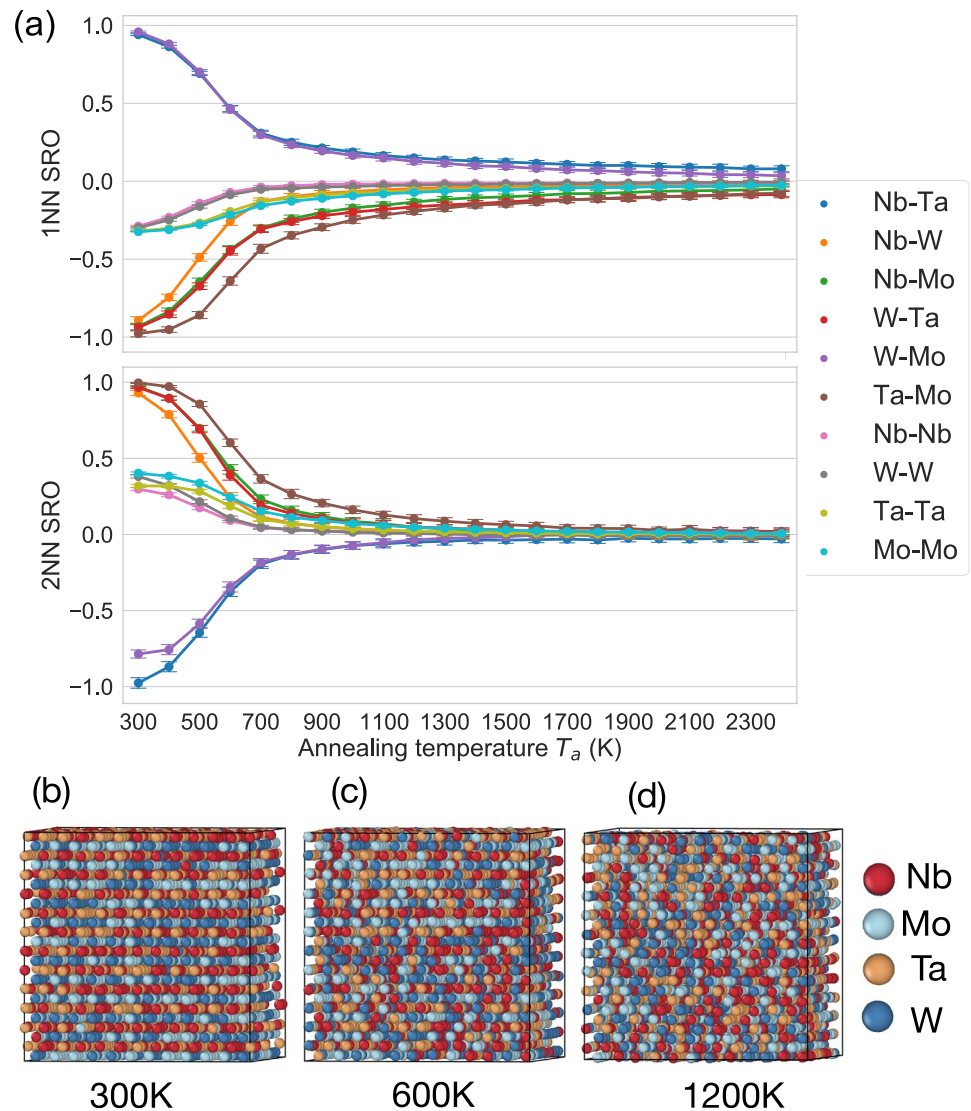 (a)
1.0
0.5
0.0
−0.5
−1.0
1NN SRO
1.0
0.5
0.0
−0.5
−1.0
2NN SRO
300 500 700 900 1100 1300 1500 1700 1900 2100 2300
Annealing temperature Tₐ (K)
Nb-Ta
Nb-W
Nb-Mo
W-Ta
W-Mo
Ta-Mo
Nb-Nb
W-W
Ta-Ta
Mo-Mo
(b) (c) (d)
Nb
Mo
Ta
W
300K 600K 1200K